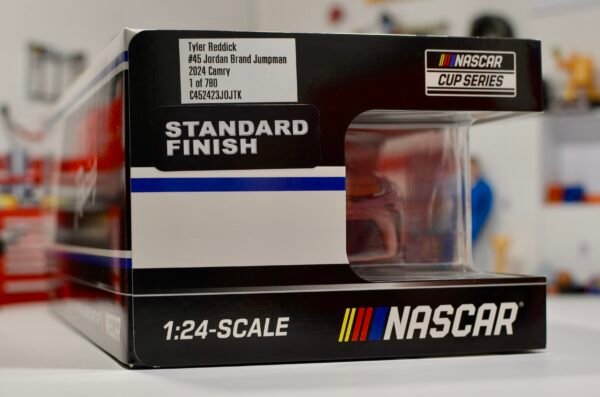 Tyler Reddick
#45 Jordan Brand Jumpman
2024 Camry
1 of 780
C452423JOJTK
NASCAR
CUP SERIES
STANDARD
FINISH
1:24-SCALE
NASCAR
NASCAR